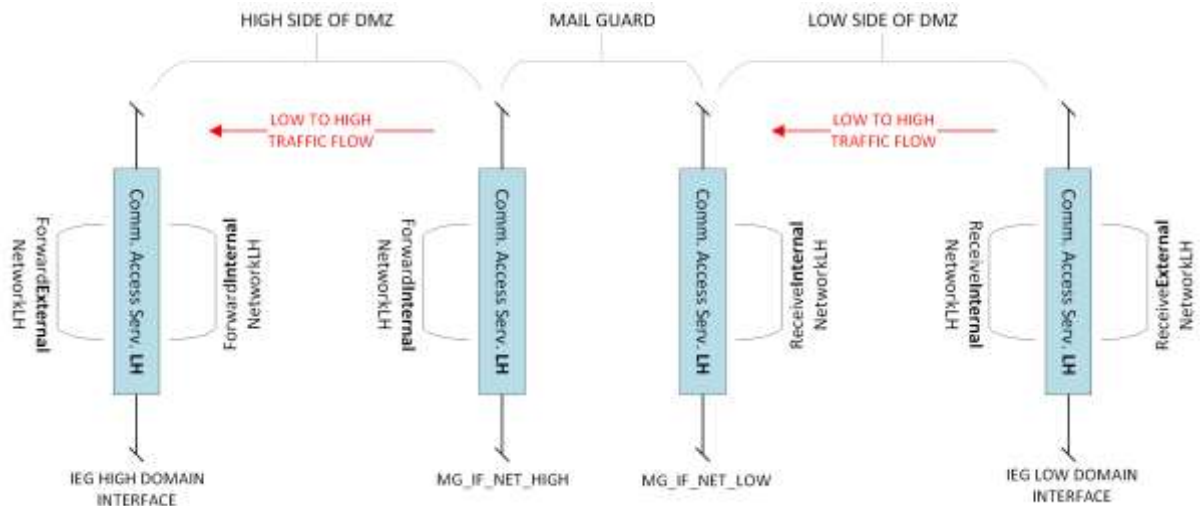 HIGH SIDE OF DMZ
MAIL GUARD
LOW SIDE OF DMZ
LOW TO HIGH
TRAFFIC FLOW
LOW TO HIGH
TRAFFIC FLOW
ForwardExternal
NetworkLH
Comm. Access Serv. LH
ForwardInternal
NetworkLH
ForwardInternal
NetworkLH
Comm. Access Serv. LH
Comm. Access Serv. LH
ReceiveInternal
NetworkLH
ReceiveInternal
NetworkLH
Comm. Access Serv. LH
ReceiveExternal
NetworkLH
IEG HIGH DOMAIN
INTERFACE
MG_IF_NET_HIGH
MG_IF_NET_LOW
IEG LOW DOMAIN
INTERFACE